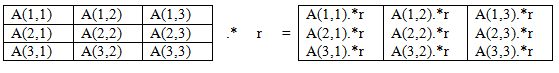 A(1,1) A(1,2) A(1,3) A(1,1).*r A(1,2).*r A(1,3).*r
A(2,1) A(2,2) A(2,3) .* r = A(2,1).*r A(2,2).*r A(2,3).*r
A(3,1) A(3,2) A(3,3) A(3,1).*r A(3,2).*r A(3,3).*r